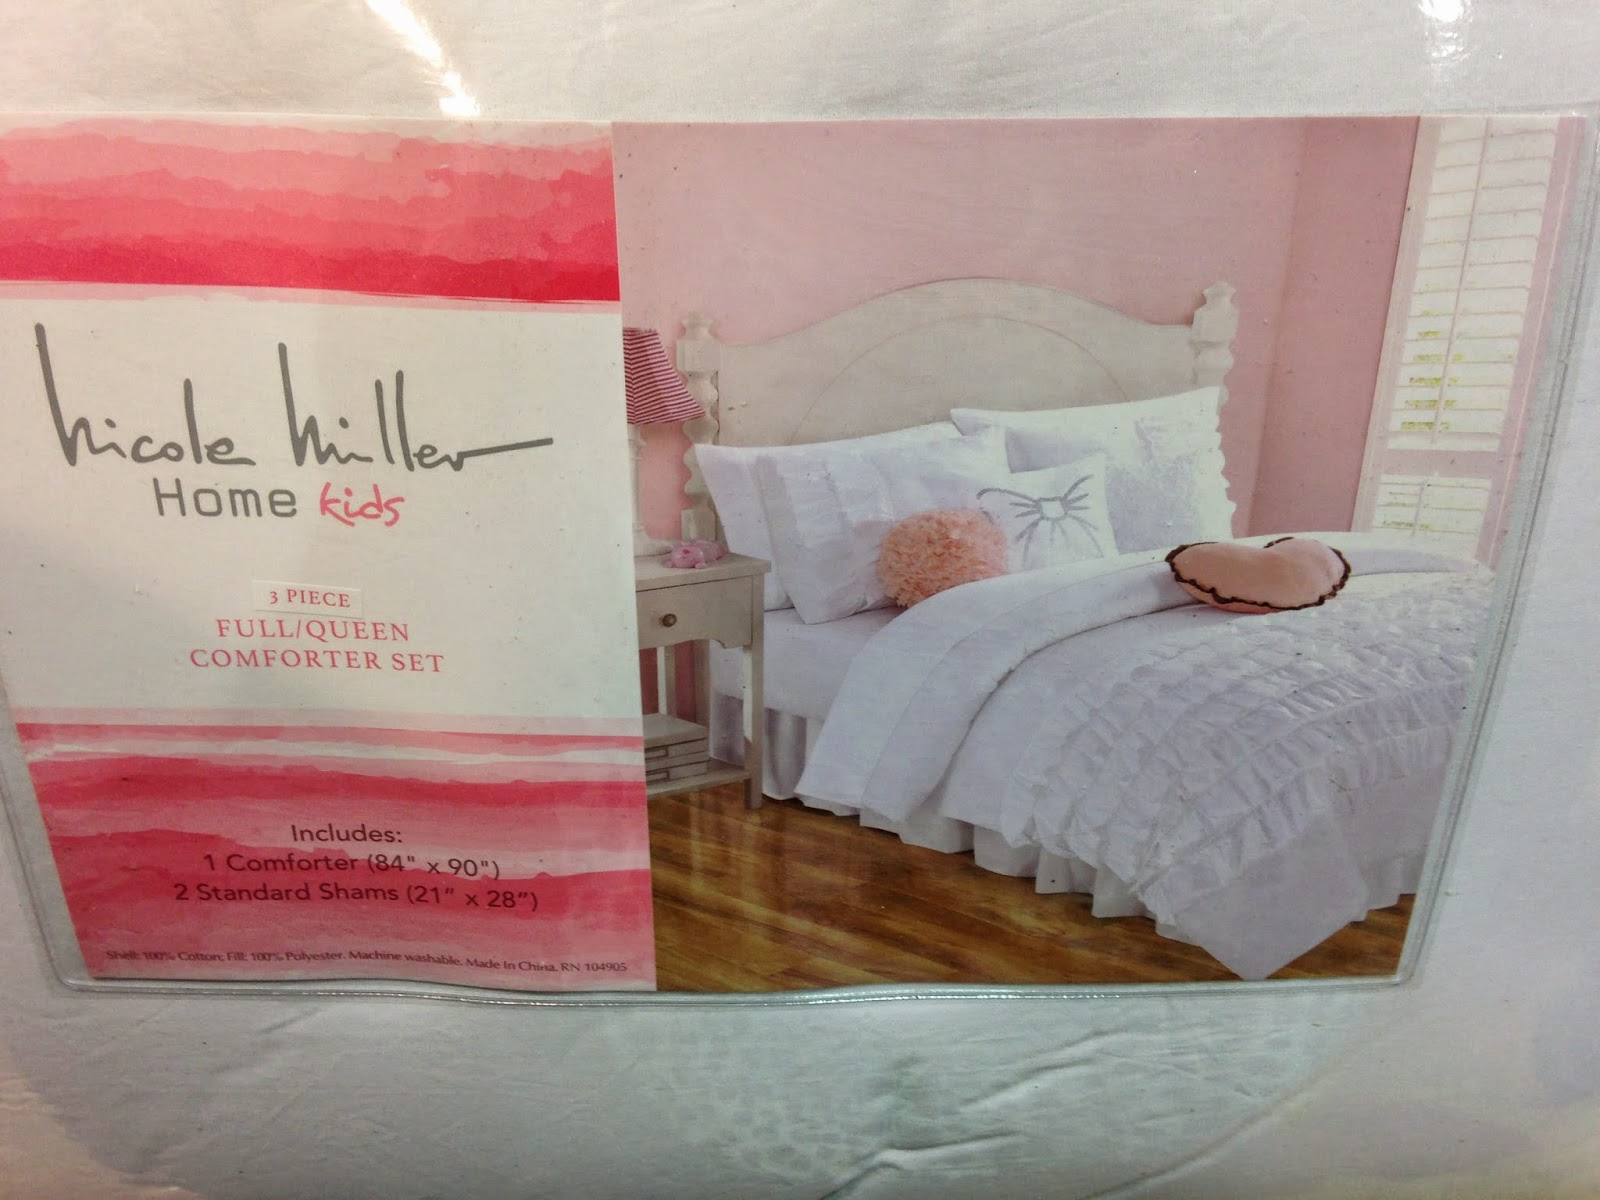 Nicole Miller
Home kids
3 PIECE
FULL/QUEEN
COMFORTER SET
Includes:
1 Comforter (84" x 90")
2 Standard Shams (21" x 28")
Shell: 100% Cotton; Fill: 100% Polyester. Machine washable. Made In China. RN 104905